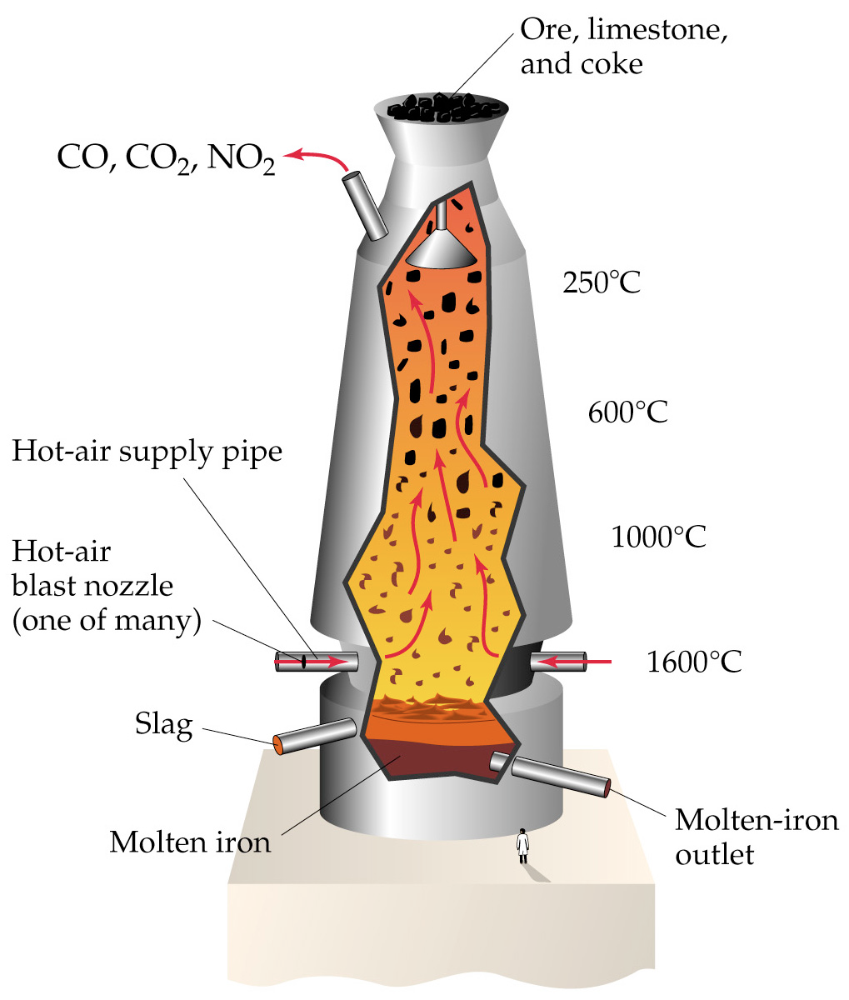 Ore, limestone,
and coke
CO, CO₂, NO₂
250°C
600°C
Hot-air supply pipe
1000°C
Hot-air
blast nozzle
(one of many)
1600°C
Slag
Molten iron
Molten-iron
outlet